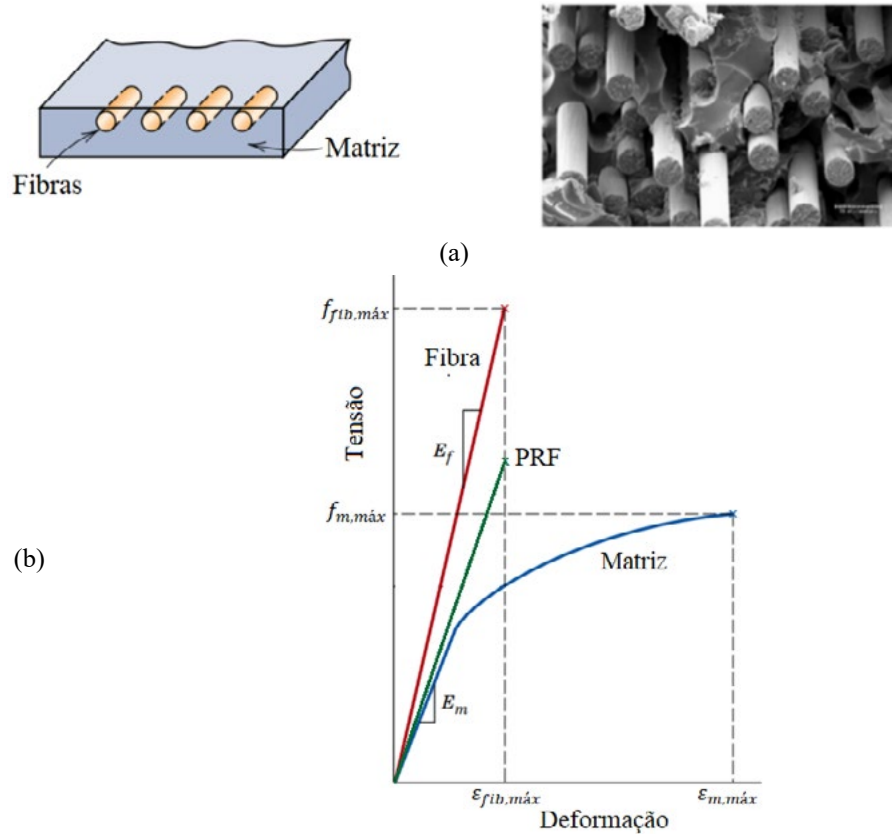 Matriz
Fibras
(a)
f_{fib,máx}
Fibra
Tensão
E_f
PRF
f_{m,máx}
(b)
Matriz
E_m
ε_{fib,máx}
ε_{m,máx}
Deformação